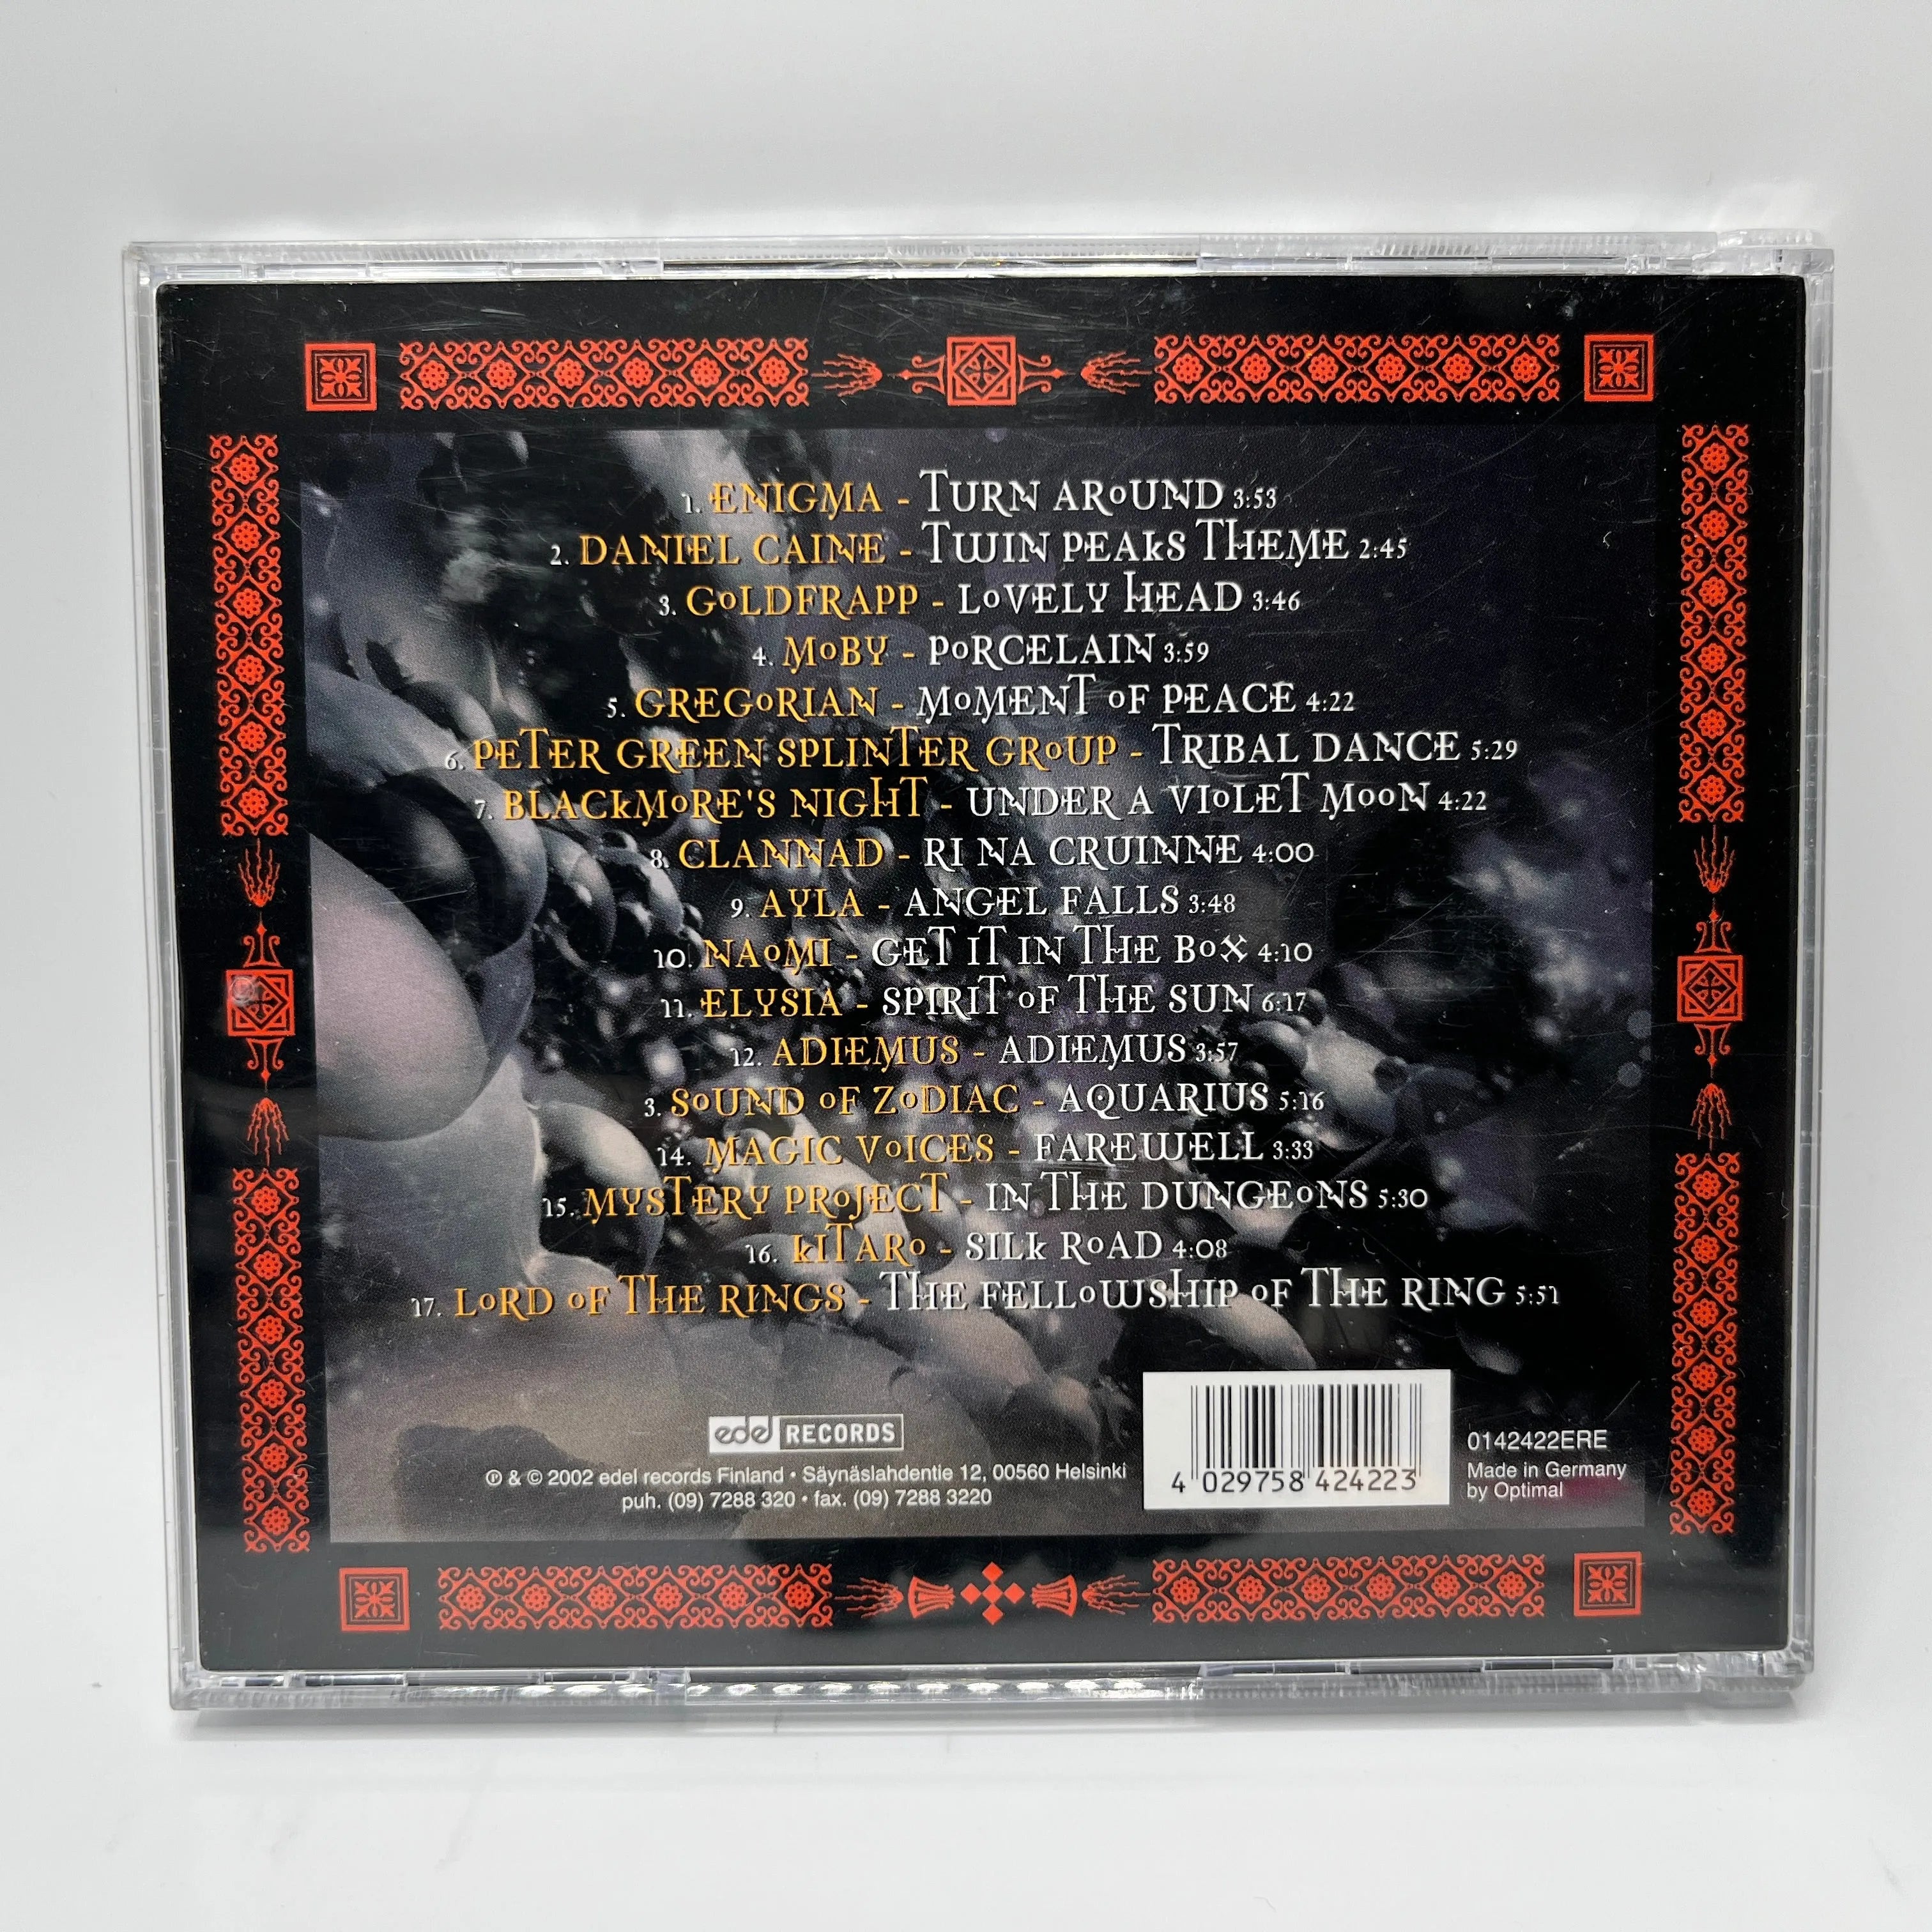 1. ENIGMA - TURN AROUND 3:53
2. DANIEL CAINE - TWIN PEAKS THEME 2:45
3. GOLDFRAPP - LOVELY HEAD 3:46
4. MOBY - PORCELAIN 3:59
5. GREGORIAN - MOMENT OF PEACE 4:22
6. PETER GREEN SPLINTER GROUP - TRIBAL DANCE 5:29
7. BLACKMORE'S NIGHT - UNDER A VIOLET MOON 4:22
8. CLANNAD - RI NA CRUINNE 4:00
9. AYLA - ANGEL FALLS 3:48
10. NAOMI - GET IT IN THE BOX 4:10
11. ELYSIA - SPIRIT OF THE SUN 6:17
12. ADIEMUS - ADIEMUS 3:57
3. SOUND OF ZODIAC - AQUARIUS 5:16
14. MAGIC VOICES - FAREWELL 3:33
15. MYSTERY PROJECT - IN THE DUNGEONS 5:30
16. KITARO - SILK ROAD 4:08
17. LORD OF THE RINGS - THE FELLOWSHIP OF THE RING 5:51
edel RECORDS
℗ & © 2002 edel records Finland • Säynäslahdentie 12, 00560 Helsinki
puh. (09) 7288 320 • fax. (09) 7288 3220
4 029758 424223
0142422ERE
Made in Germany
by Optimal